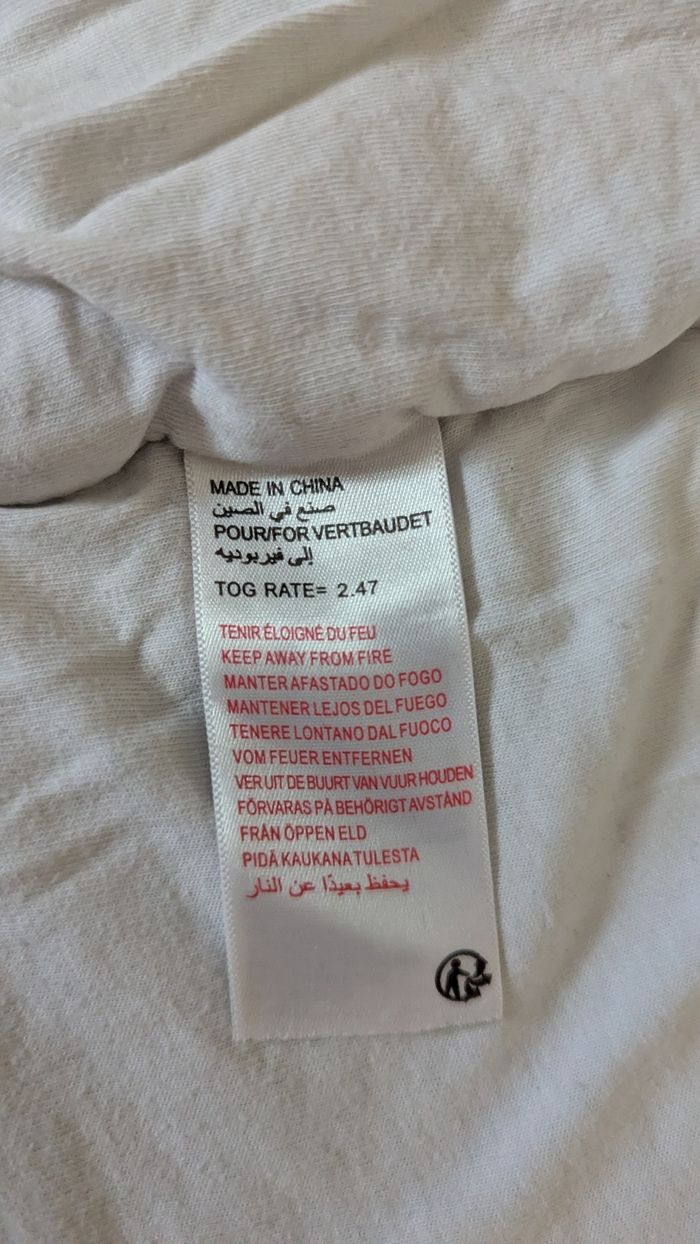 MADE IN CHINA
صنع في الصين
POUR/FOR VERTBAUDET
إلى فيربوديه
TOG RATE= 2.47
TENIR ÉLOIGNÉ DU FEU
KEEP AWAY FROM FIRE
MANTER AFASTADO DO FOGO
MANTENER LEJOS DEL FUEGO
TENERE LONTANO DAL FUOCO
VOM FEUER ENTFERNEN
VER UIT DE BUURT VAN VUUR HOUDEN
FÖRVARAS PÅ BEHÖRIGT AVSTÅND
FRÅN ÖPPEN ELD
PIDÄ KAUKANA TULESTA
يحفظ بعيدًا عن النار